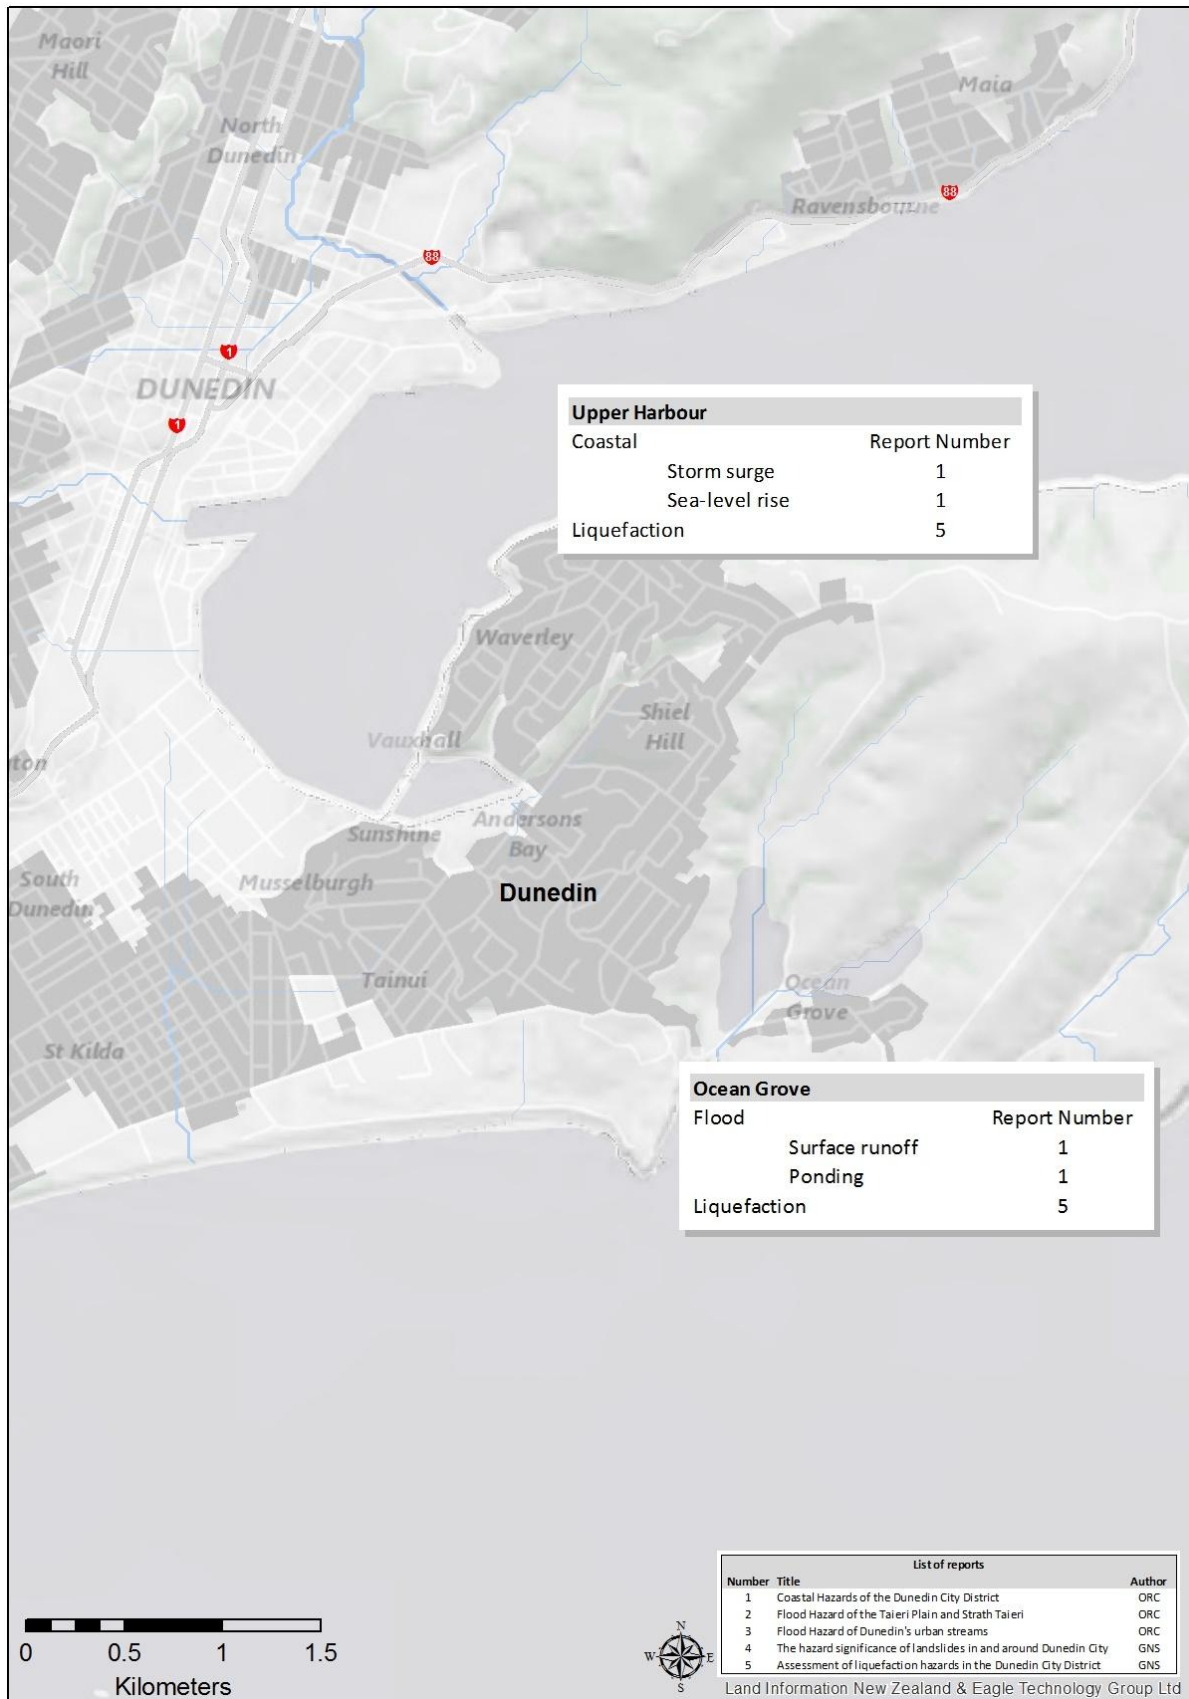 Maori
Hill
Maia
North
Dunedin
88
Ravensbourne
88
1
DUNEDIN
1
Upper Harbour
Coastal Report Number
Storm surge 1
Sea-level rise 1
Liquefaction 5
Waverley
Shiel
Hill
Vauxhall
ton
Andersons
Bay
Sunshine
South
Dunedin
Musselburgh
Dunedin
Tainui
Ocean
Grove
St Kilda
Ocean Grove
Flood Report Number
Surface runoff 1
Ponding 1
Liquefaction 5
List of reports
Number Title Author
1 Coastal Hazards of the Dunedin City District ORC
2 Flood Hazard of the Taieri Plain and Strath Taieri ORC
3 Flood Hazard of Dunedin's urban streams ORC
4 The hazard significance of landslides in and around Dunedin City GNS
5 Assessment of liquefaction hazards in the Dunedin City District GNS
0 0.5 1 1.5
Kilometers
N
W E
S
Land Information New Zealand & Eagle Technology Group Ltd